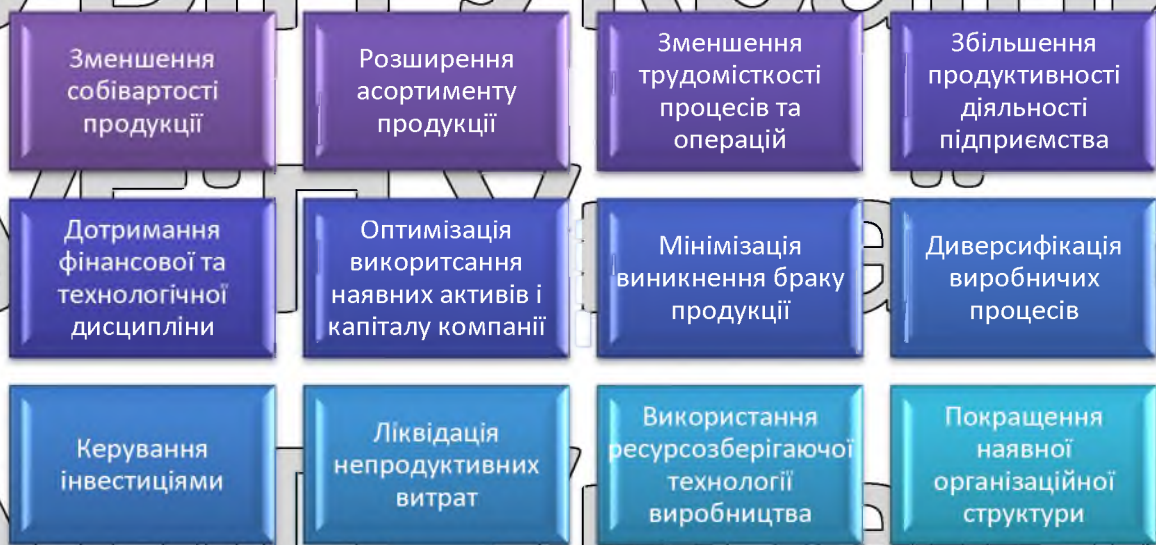 Зменшення
собівартості
продукції
Розширення
асортименту
продукції
Зменшення
трудомісткості
процесів та
операцій
Збільшення
продуктивності
діяльності
підприємства
Дотримання
фінансової та
технологічної
дисципліни
Оптимізація
використсання
наявних активів і
капіталу компанії
Мінімізація
виникнення браку
продукції
Диверсифікація
виробничих
процесів
Керування
інвестиціями
Ліквідація
непродуктивних
витрат
Використання
ресурсозберігаючої
технології
виробництва
Покращення
наявної
організаційної
структури